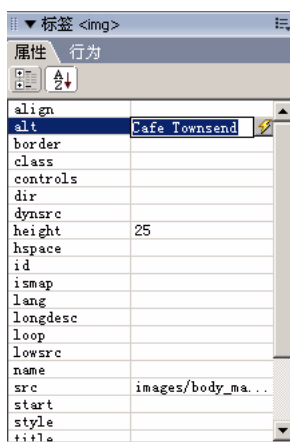 标签 <img>
属性 行为
A Z
align
alt Cafe Townsend
border
class
controls
dir
dynsrc
height 25
hspace
id
ismap
lang
longdesc
loop
lowsrc
name
src images/body_ma...
start
style
title